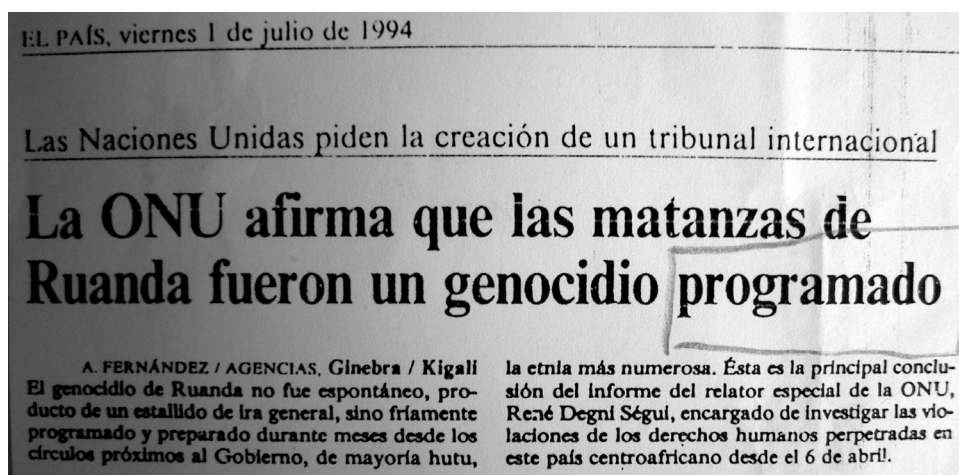 EL PAÍS, viernes 1 de julio de 1994
Las Naciones Unidas piden la creación de un tribunal internacional
La ONU afirma que las matanzas de
Ruanda fueron un genocidio programado
A. FERNÁNDEZ / AGENCIAS, Ginebra / Kigali
El genocidio de Ruanda no fue espontáneo, pro-
ducto de un estallido de ira general, sino fríamente
programado y preparado durante meses desde los
círculos próximos al Gobierno, de mayoría hutu,
la etnia más numerosa. Ésta es la principal conclu-
sión del informe del relator especial de la ONU,
René Degni Ségui, encargado de investigar las vio-
laciones de los derechos humanos perpetradas en
este país centroafricano desde el 6 de abril.